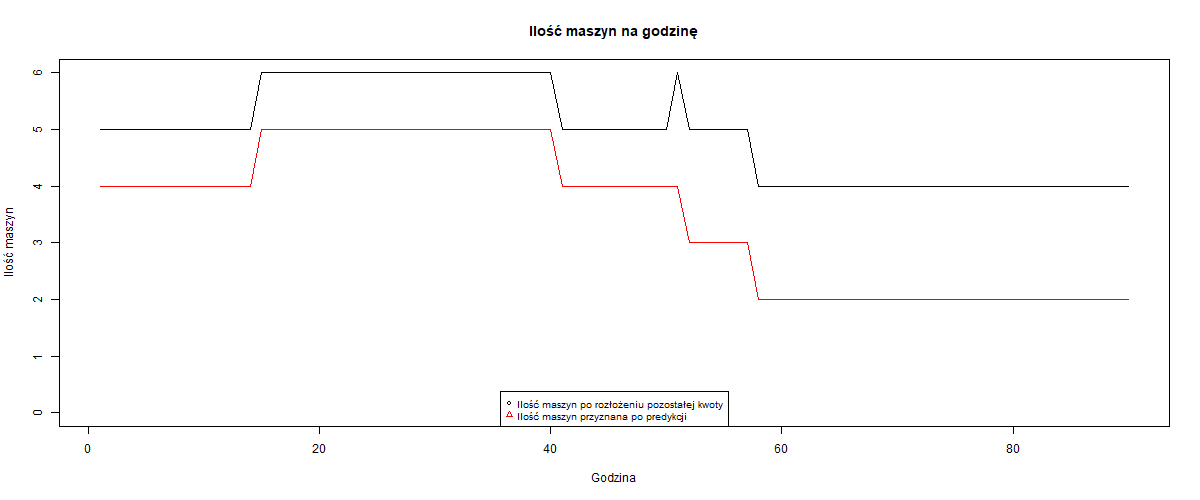 Ilość maszyn na godzinę
Ilość maszyn
6
5
4
3
2
1
0
Ilość maszyn po rozłożeniu pozostałej kwoty
Ilość maszyn przyznana po predykcji
0 20 40 60 80
Godzina